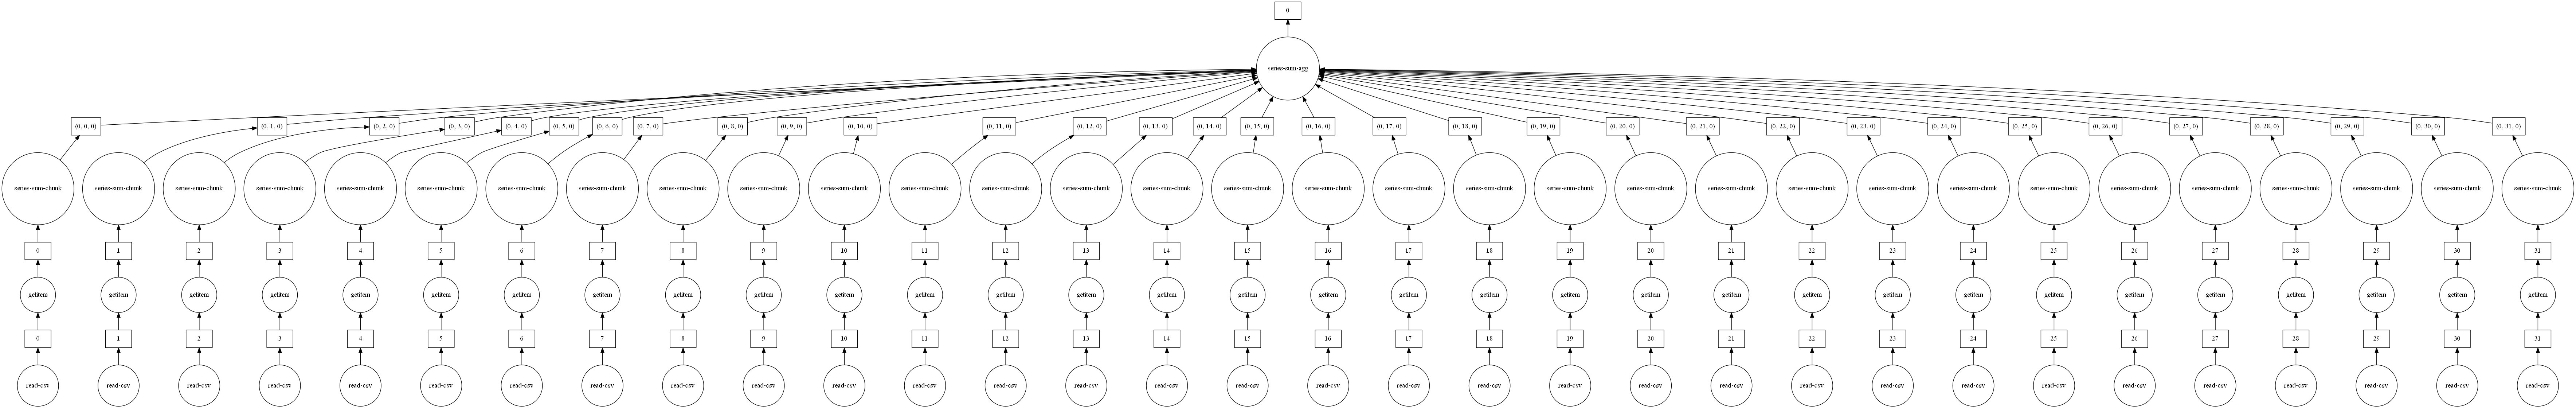 0
series-sum-agg
(0, 0, 0) (0, 1, 0) (0, 2, 0) (0, 3, 0) (0, 4, 0) (0, 5, 0) (0, 6, 0) (0, 7, 0) (0, 8, 0) (0, 9, 0) (0, 10, 0) (0, 11, 0) (0, 12, 0) (0, 13, 0) (0, 14, 0) (0, 15, 0) (0, 16, 0) (0, 17, 0) (0, 18, 0) (0, 19, 0) (0, 20, 0) (0, 21, 0) (0, 22, 0) (0, 23, 0) (0, 24, 0) (0, 25, 0) (0, 26, 0) (0, 27, 0) (0, 28, 0) (0, 29, 0) (0, 30, 0) (0, 31, 0)
series-sum-chunk series-sum-chunk series-sum-chunk series-sum-chunk series-sum-chunk series-sum-chunk series-sum-chunk series-sum-chunk series-sum-chunk series-sum-chunk series-sum-chunk series-sum-chunk series-sum-chunk series-sum-chunk series-sum-chunk series-sum-chunk series-sum-chunk series-sum-chunk series-sum-chunk series-sum-chunk series-sum-chunk series-sum-chunk series-sum-chunk series-sum-chunk series-sum-chunk series-sum-chunk series-sum-chunk series-sum-chunk series-sum-chunk series-sum-chunk series-sum-chunk series-sum-chunk
0 1 2 3 4 5 6 7 8 9 10 11 12 13 14 15 16 17 18 19 20 21 22 23 24 25 26 27 28 29 30 31
getitem getitem getitem getitem getitem getitem getitem getitem getitem getitem getitem getitem getitem getitem getitem getitem getitem getitem getitem getitem getitem getitem getitem getitem getitem getitem getitem getitem getitem getitem getitem getitem
0 1 2 3 4 5 6 7 8 9 10 11 12 13 14 15 16 17 18 19 20 21 22 23 24 25 26 27 28 29 30 31
read-csv read-csv read-csv read-csv read-csv read-csv read-csv read-csv read-csv read-csv read-csv read-csv read-csv read-csv read-csv read-csv read-csv read-csv read-csv read-csv read-csv read-csv read-csv read-csv read-csv read-csv read-csv read-csv read-csv read-csv read-csv read-csv